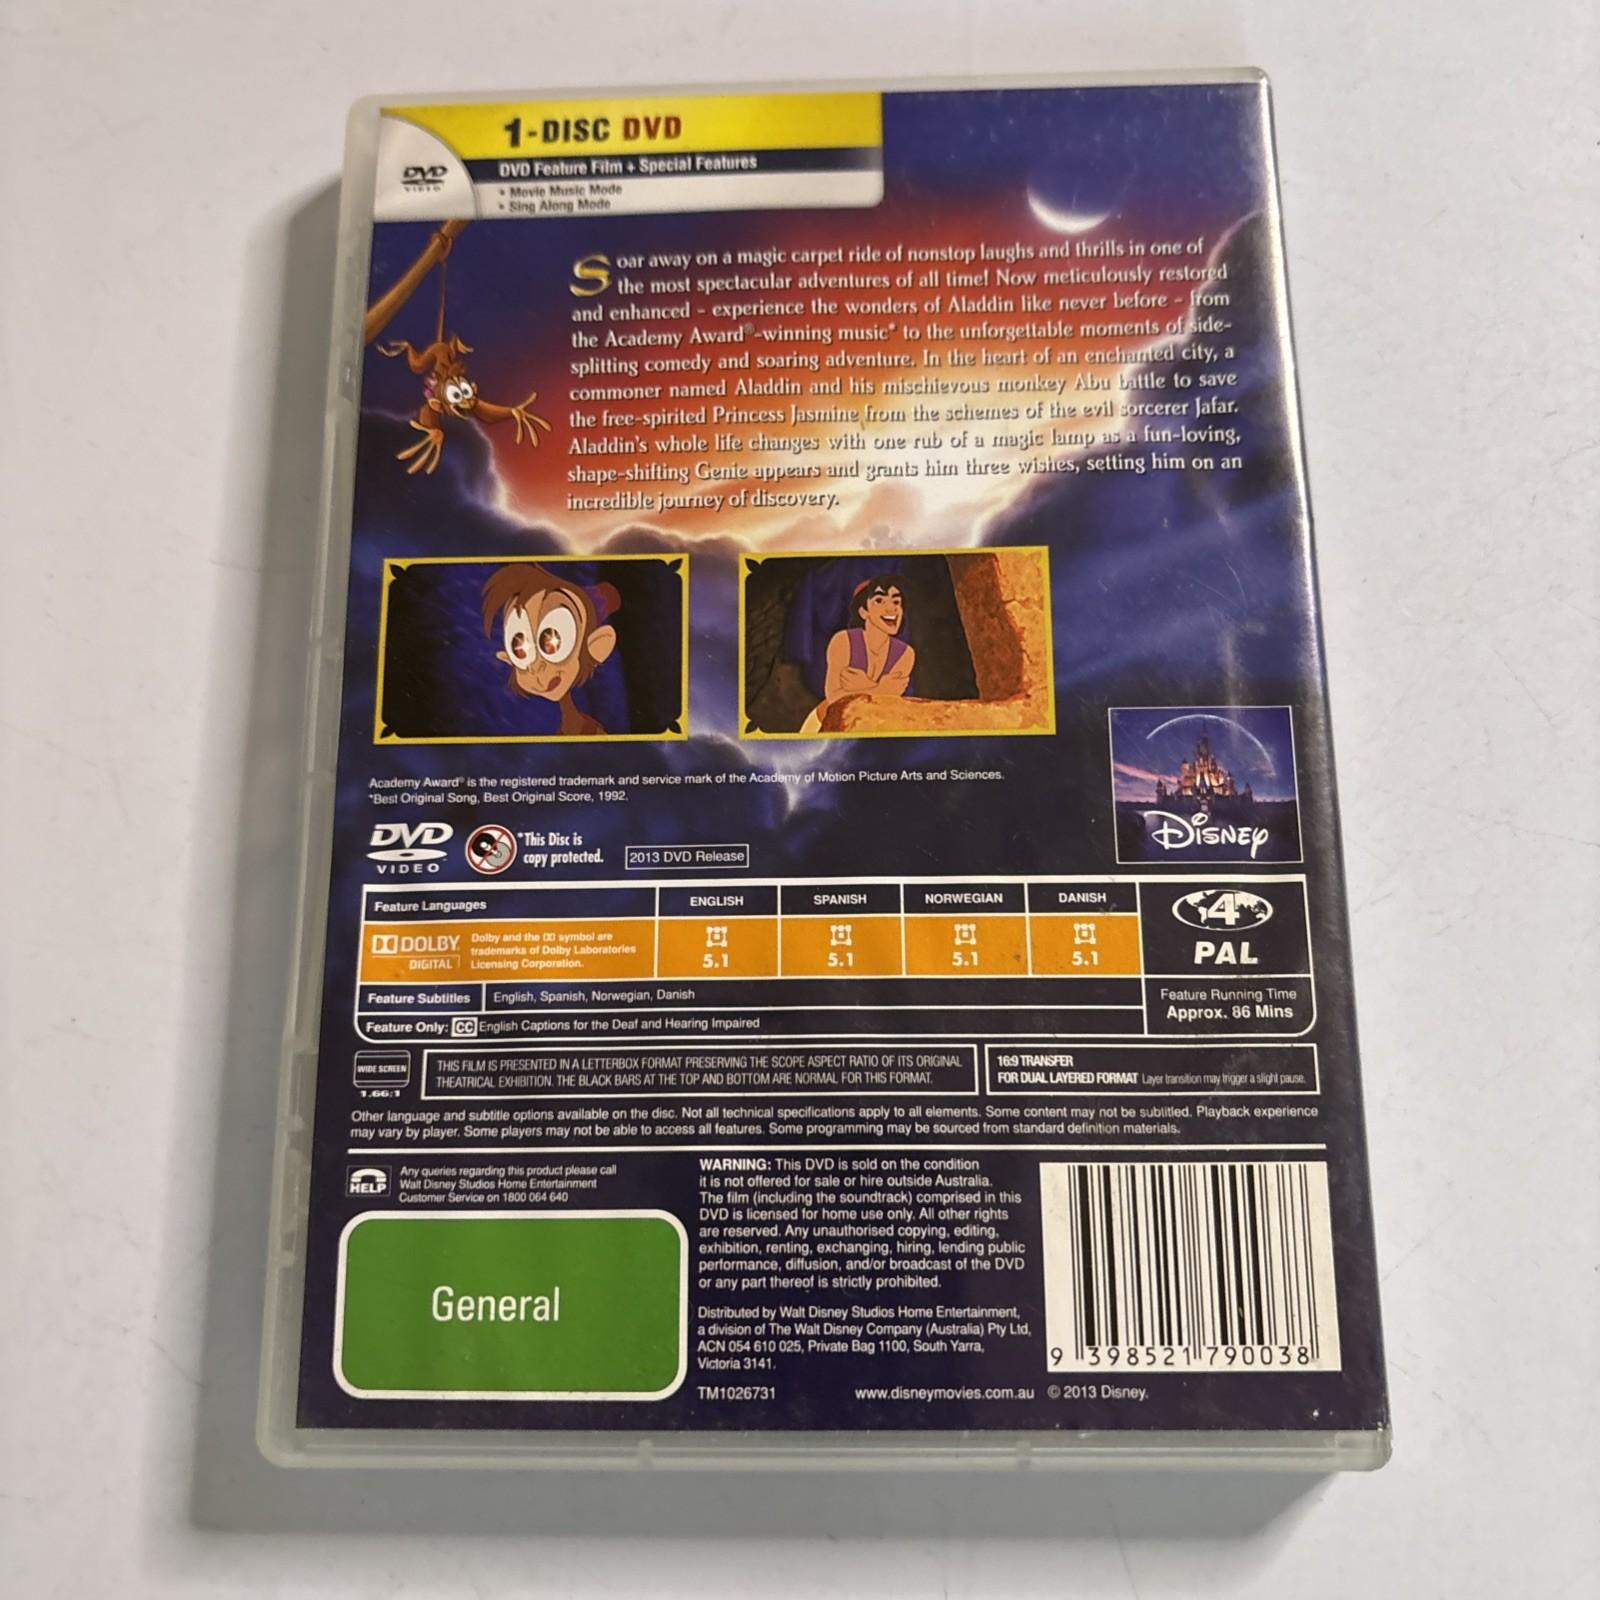 1-DISC DVD
DVD VIDEO
DVD Feature Film + Special Features
• Movie Music Mode
• Sing Along Mode
Soar away on a magic carpet ride of nonstop laughs and thrills in one of
the most spectacular adventures of all time! Now meticulously restored
and enhanced - experience the wonders of Aladdin like never before - from
the Academy Award®-winning music* to the unforgettable moments of side-
splitting comedy and soaring adventure. In the heart of an enchanted city, a
commoner named Aladdin and his mischievous monkey Abu battle to save
the free-spirited Princess Jasmine from the schemes of the evil sorcerer Jafar.
Aladdin's whole life changes with one rub of a magic lamp as a fun-loving,
shape-shifting Genie appears and grants him three wishes, setting him on an
incredible journey of discovery.
Academy Award® is the registered trademark and service mark of the Academy of Motion Picture Arts and Sciences.
*Best Original Song, Best Original Score, 1992.
DISNEY
DVD
VIDEO
*This Disc is
copy protected.
2013 DVD Release
Feature Languages
ENGLISH
SPANISH
NORWEGIAN
DANISH
DOLBY
DIGITAL
Dolby and the DD symbol are
trademarks of Dolby Laboratories
Licensing Corporation.
5.1
5.1
5.1
5.1
4
PAL
Feature Subtitles
English, Spanish, Norwegian, Danish
Feature Running Time
Approx. 86 Mins
Feature Only: CC English Captions for the Deaf and Hearing Impaired
WIDE SCREEN
1.66:1
THIS FILM IS PRESENTED IN A LETTERBOX FORMAT PRESERVING THE SCOPE ASPECT RATIO OF ITS ORIGINAL
THEATRICAL EXHIBITION. THE BLACK BARS AT THE TOP AND BOTTOM ARE NORMAL FOR THIS FORMAT.
16:9 TRANSFER
FOR DUAL LAYERED FORMAT Layer transition may trigger a slight pause.
Other language and subtitle options available on the disc. Not all technical specifications apply to all elements. Some content may not be subtitled. Playback experience
may vary by player. Some players may not be able to access all features. Some programming may be sourced from standard definition materials.
HELP
Any queries regarding this product please call
Walt Disney Studios Home Entertainment
Customer Service on 1800 064 640
General
WARNING: This DVD is sold on the condition
it is not offered for sale or hire outside Australia.
The film (including the soundtrack) comprised in this
DVD is licensed for home use only. All other rights
are reserved. Any unauthorised copying, editing,
exhibition, renting, exchanging, hiring, lending public
performance, diffusion, and/or broadcast of the DVD
or any part thereof is strictly prohibited.
Distributed by Walt Disney Studios Home Entertainment,
a division of The Walt Disney Company (Australia) Pty Ltd,
ACN 054 610 025, Private Bag 1100, South Yarra,
Victoria 3141.
TM1026731
www.disneymovies.com.au © 2013 Disney.
9 398521 790038